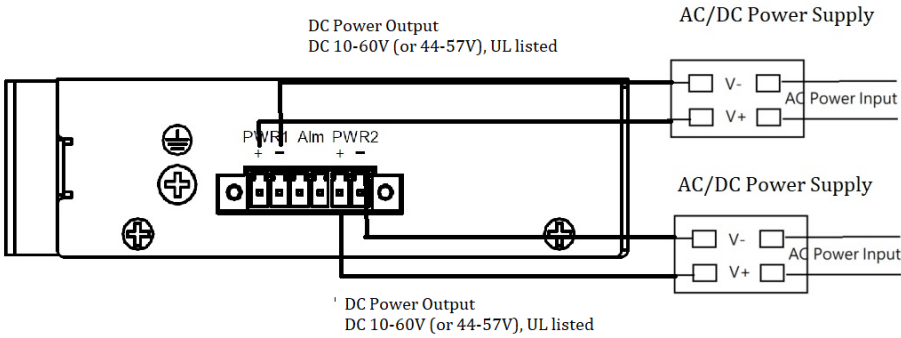 AC/DC Power Supply
DC Power Output
DC 10-60V (or 44-57V), UL listed
V-
AC Power Input
V+
PWR1 Alm PWR2
+ - + -
AC/DC Power Supply
V-
AC Power Input
V+
DC Power Output
DC 10-60V (or 44-57V), UL listed